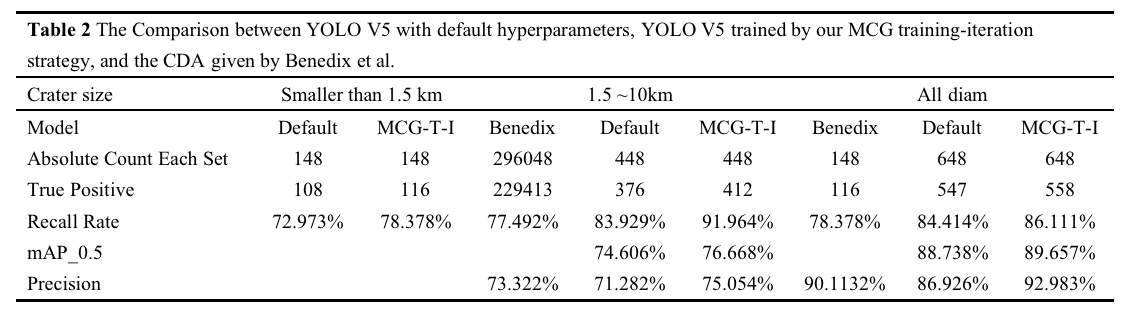 Table 2 The Comparison between YOLO V5 with default hyperparameters, YOLO V5 trained by our MCG training-iteration
strategy, and the CDA given by Benedix et al.
Crater size Smaller than 1.5 km 1.5 ~10km All diam
Model Default MCG-T-I Benedix Default MCG-T-I Benedix Default MCG-T-I
Absolute Count Each Set 148 148 296048 448 448 148 648 648
True Positive 108 116 229413 376 412 116 547 558
Recall Rate 72.973% 78.378% 77.492% 83.929% 91.964% 78.378% 84.414% 86.111%
mAP_0.5 74.606% 76.668% 88.738% 89.657%
Precision 73.322% 71.282% 75.054% 90.1132% 86.926% 92.983%